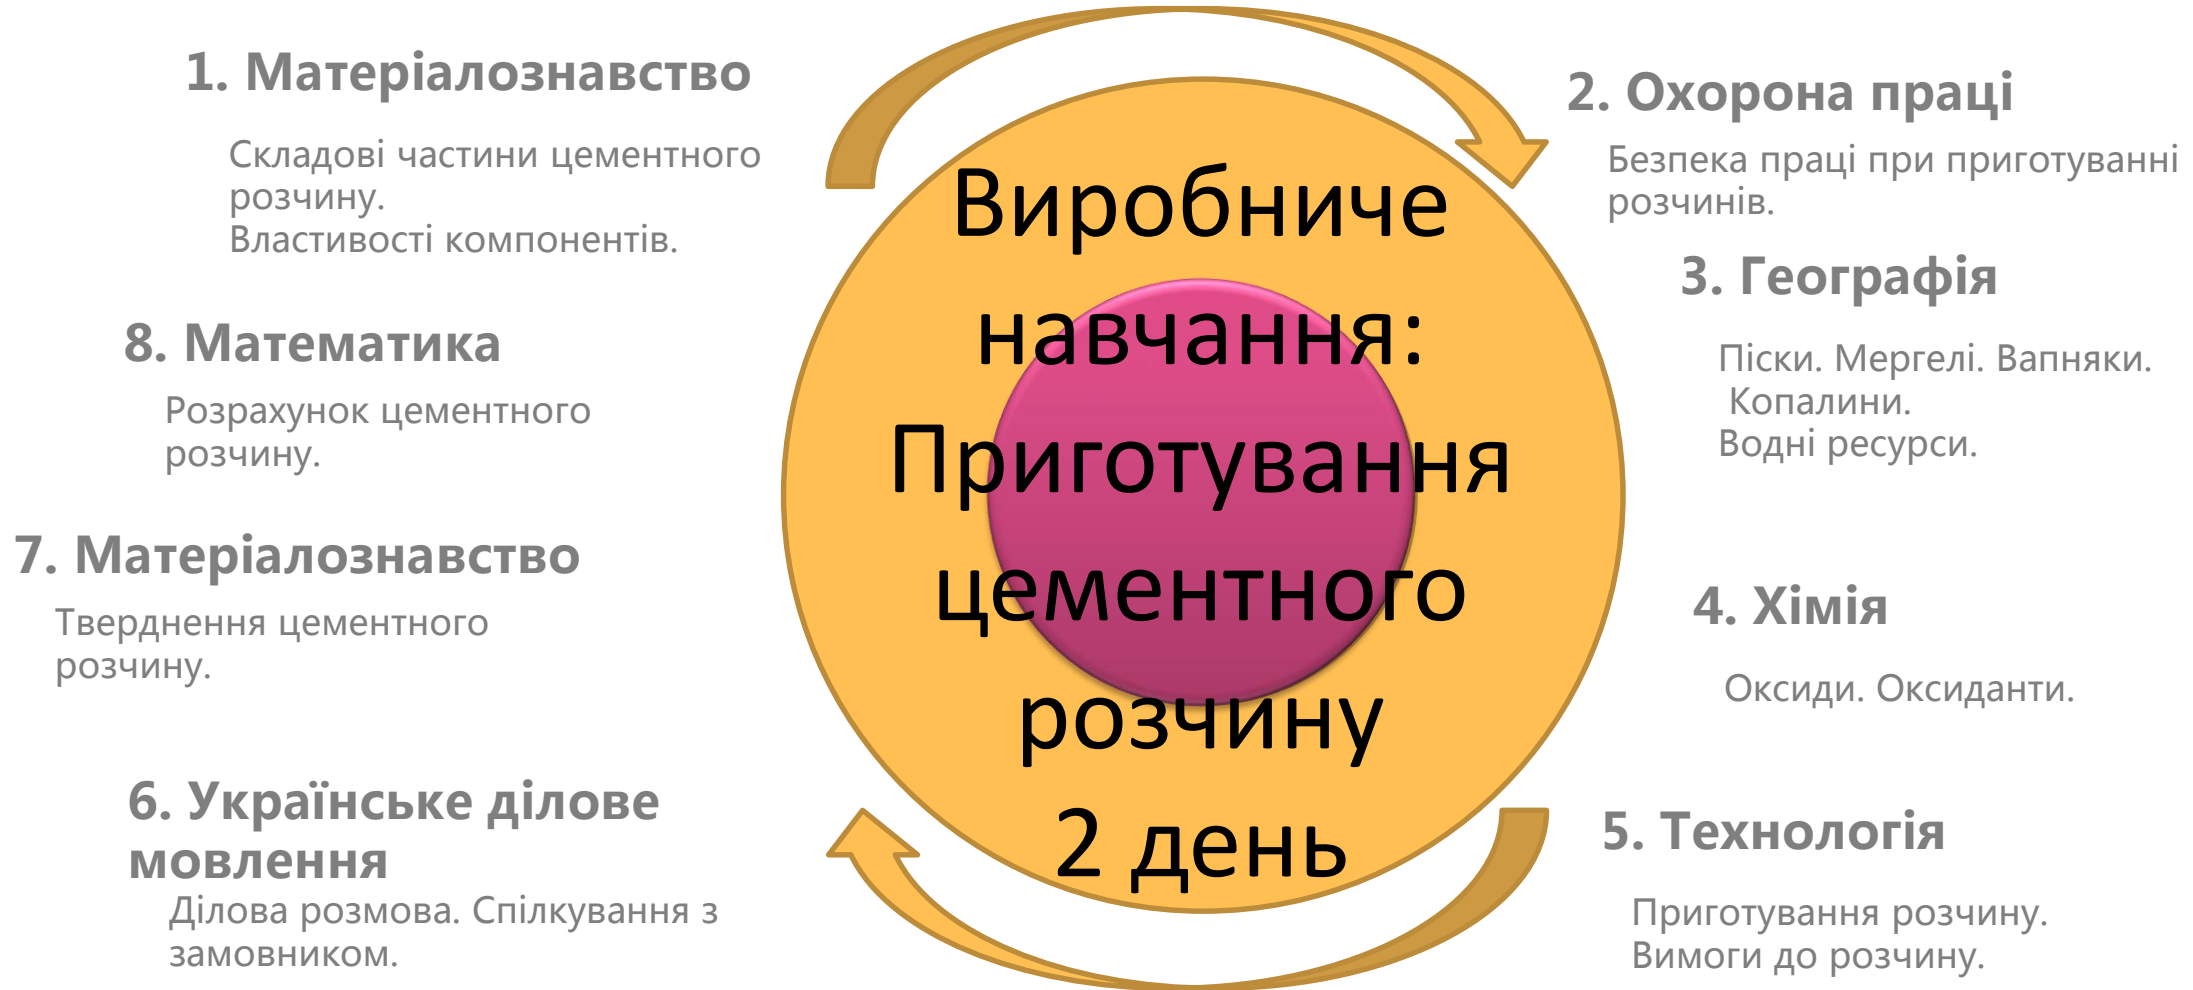 1. Матеріалознавство
Складові частини цементного
розчину.
Властивості компонентів.
2. Охорона праці
Безпека праці при приготуванні
розчинів.
3. Географія
Піски. Мергелі. Вапняки.
Копалини.
Водні ресурси.
4. Хімія
Оксиди. Оксиданти.
5. Технологія
Приготування розчину.
Вимоги до розчину.
6. Українське ділове
мовлення
Ділова розмова. Спілкування з
замовником.
7. Матеріалознавство
Тверднення цементного
розчину.
8. Математика
Розрахунок цементного
розчину.
Виробниче
навчання:
Приготування
цементного
розчину
2 день